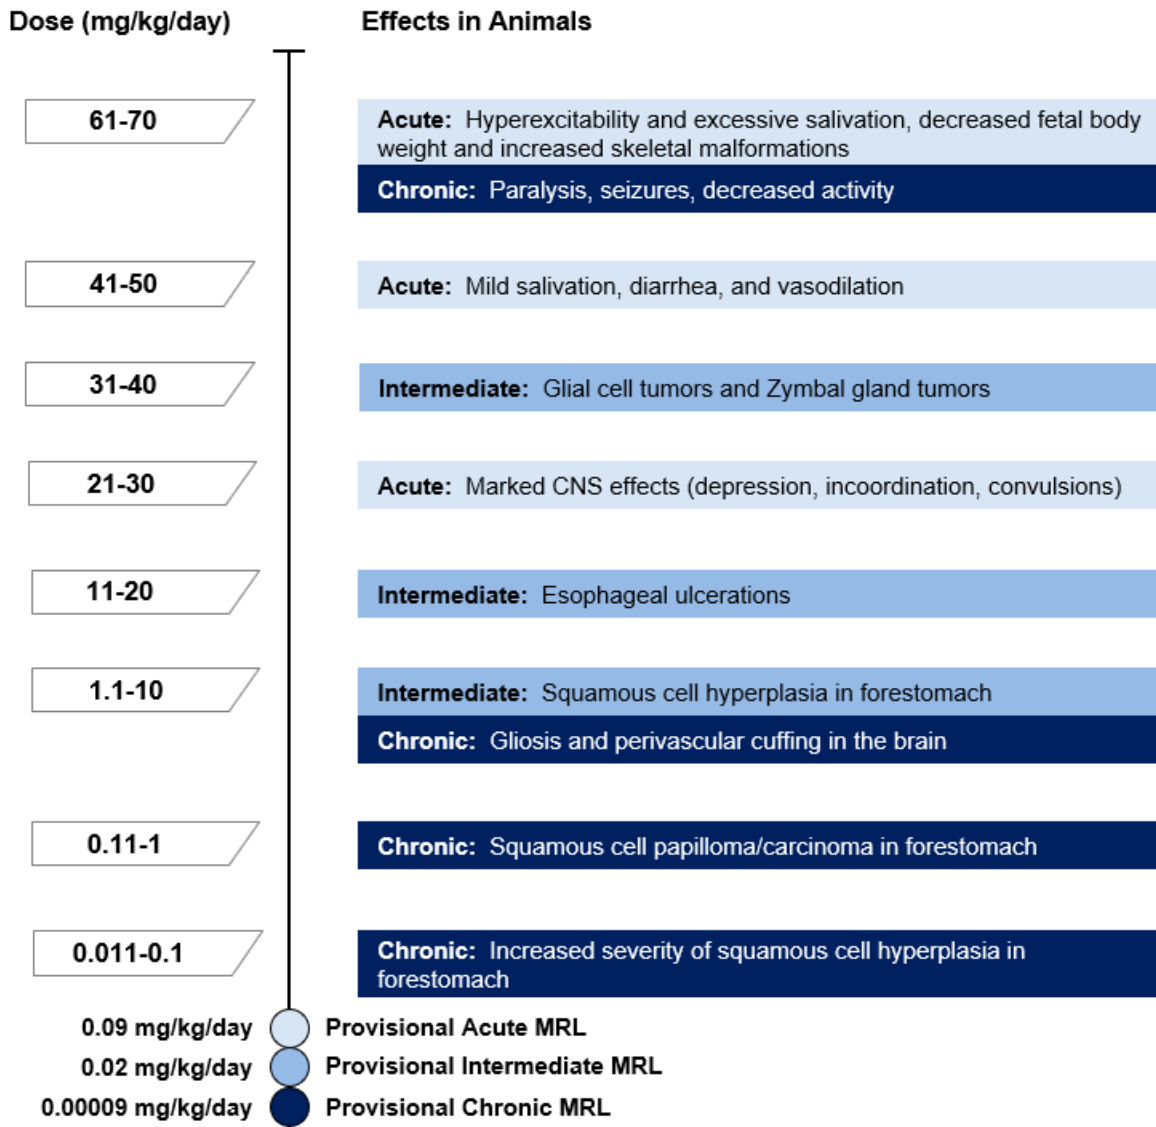 Dose (mg/kg/day)
Effects in Animals
61-70
Acute: Hyperexcitability and excessive salivation, decreased fetal body
weight and increased skeletal malformations
Chronic: Paralysis, seizures, decreased activity
41-50
Acute: Mild salivation, diarrhea, and vasodilation
31-40
Intermediate: Glial cell tumors and Zymbal gland tumors
21-30
Acute: Marked CNS effects (depression, incoordination, convulsions)
11-20
Intermediate: Esophageal ulcerations
1.1-10
Intermediate: Squamous cell hyperplasia in forestomach
Chronic: Gliosis and perivascular cuffing in the brain
0.11-1
Chronic: Squamous cell papilloma/carcinoma in forestomach
0.011-0.1
Chronic: Increased severity of squamous cell hyperplasia in
forestomach
0.09 mg/kg/day
Provisional Acute MRL
0.02 mg/kg/day
Provisional Intermediate MRL
0.00009 mg/kg/day
Provisional Chronic MRL